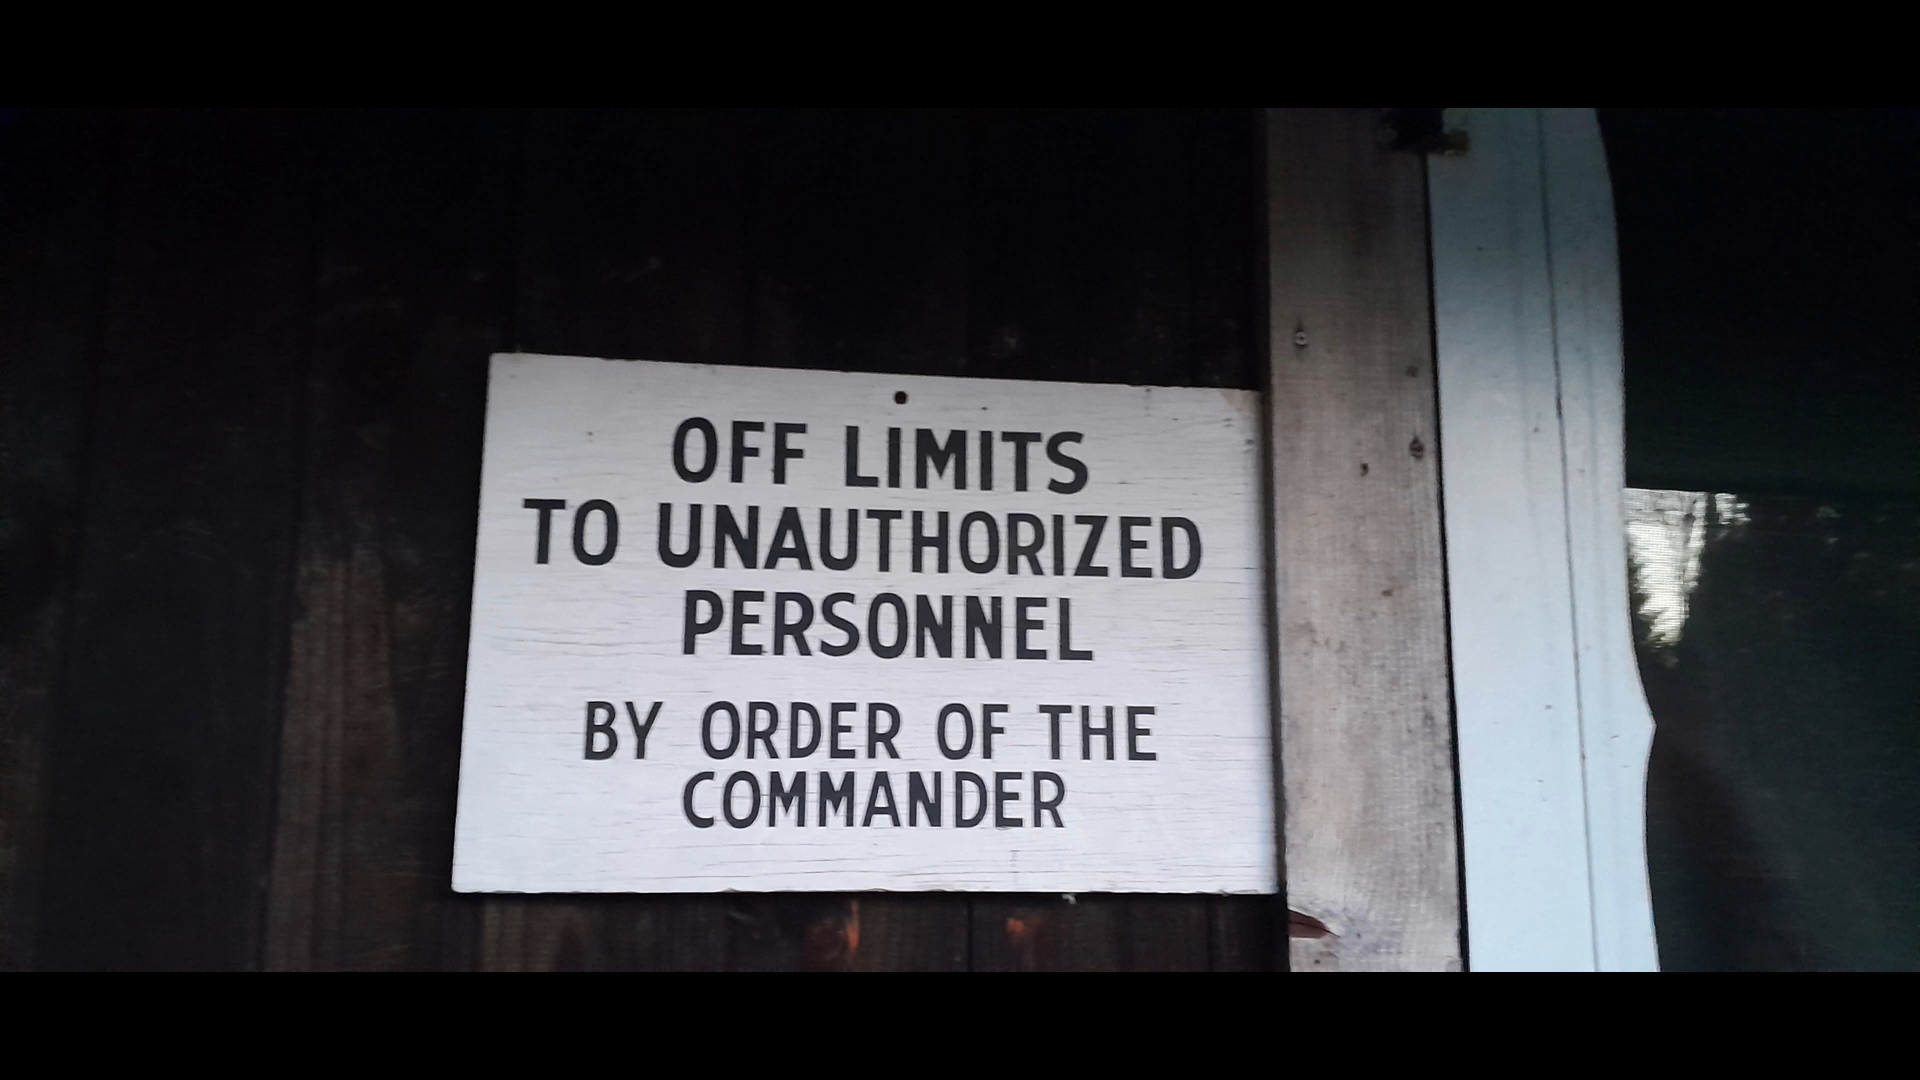 OFF LIMITS
TO UNAUTHORIZED
PERSONNEL
BY ORDER OF THE
COMMANDER